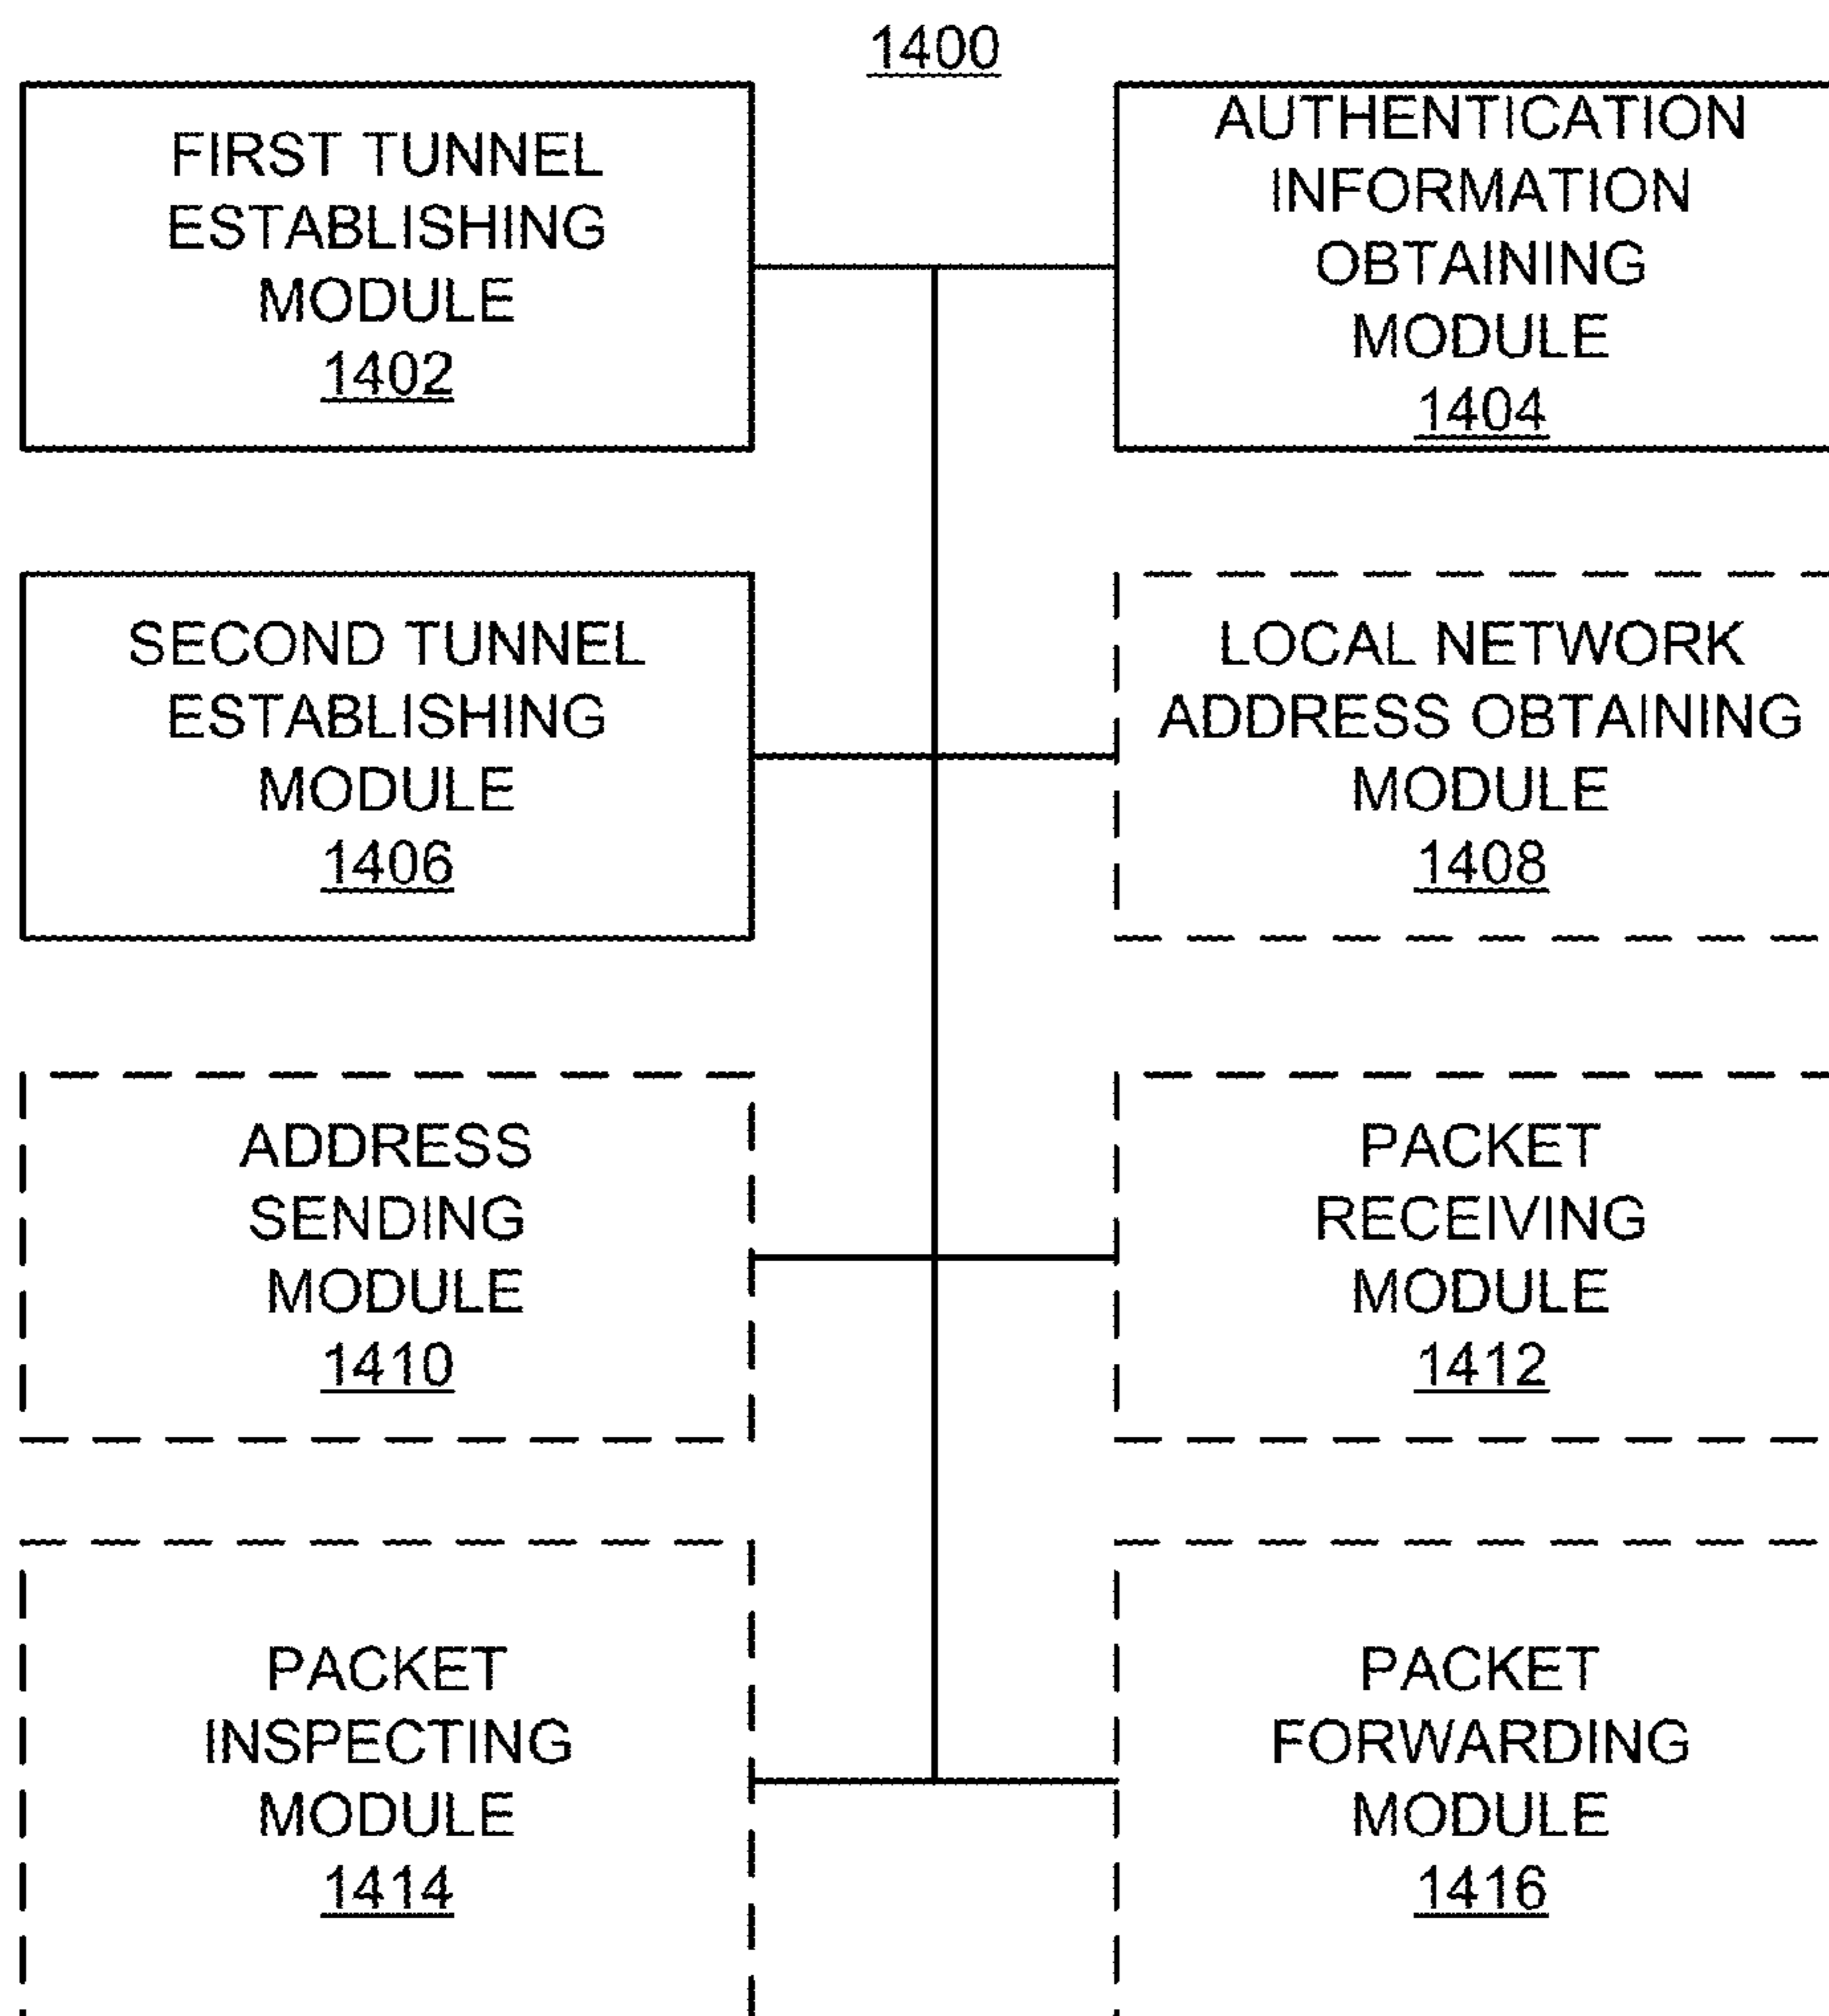 1400
FIRST TUNNEL
ESTABLISHING
MODULE
1402
AUTHENTICATION
INFORMATION
OBTAINING
MODULE
1404
SECOND TUNNEL
ESTABLISHING
MODULE
1406
LOCAL NETWORK
ADDRESS OBTAINING
MODULE
1408
ADDRESS
SENDING
MODULE
1410
PACKET
RECEIVING
MODULE
1412
PACKET
INSPECTING
MODULE
1414
PACKET
FORWARDING
MODULE
1416